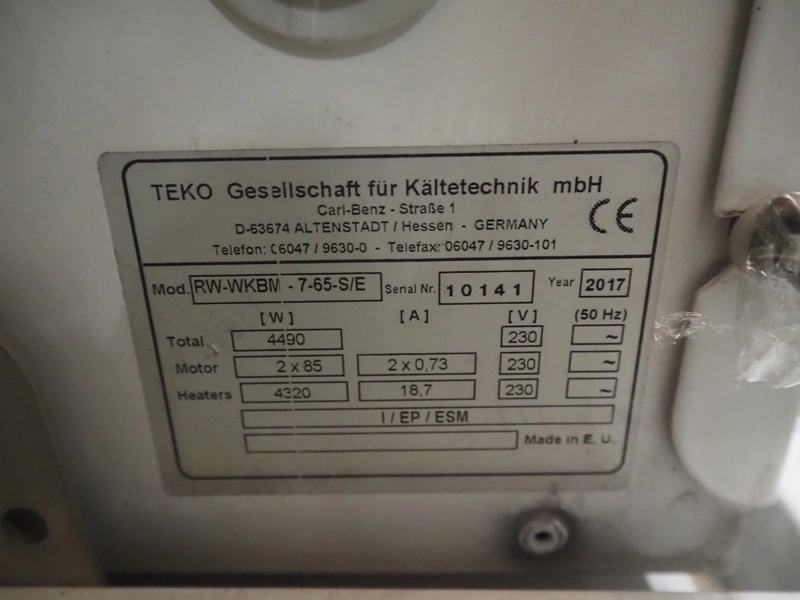 TEKO Gesellschaft für Kältetechnik mbH
Carl-Benz - Straße 1
D-63674 ALTENSTADT / Hessen - GERMANY
Telefon: 06047 / 9630-0 - Telefax: 06047 / 9630-101
CE
Mod. RW-WKBM - 7-65-S/E Serial Nr. 10141 Year 2017
[W] [A] [V] (50 Hz)
Total 4490 230 ~
Motor 2 x 85 2 x 0,73 230 ~
Heaters 4320 18,7 230 ~
I / EP / ESM
Made in E. U.